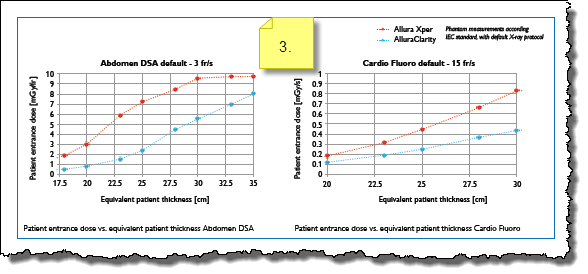 3.
Allura Xper
AlluraClarity
Phantom measurements according
IEC standard, with default X-ray protocol
Abdomen DSA default - 3 fr/s
Patient entrance dose [mGy/fr]
10
9
8
7
6
5
4
3
2
1
0
17.5 20 22.5 25 27.5 30 32.5 35
Equivalent patient thickness [cm]
Patient entrance dose vs. equivalent patient thickness Abdomen DSA
Cardio Fluoro default - 15 fr/s
Patient entrance dose [mGy/s]
1
0.9
0.8
0.7
0.6
0.5
0.4
0.3
0.2
0.1
0
20 22.5 25 27.5 30
Equivalent patient thickness [cm]
Patient entrance dose vs. equivalent patient thickness Cardio Fluoro